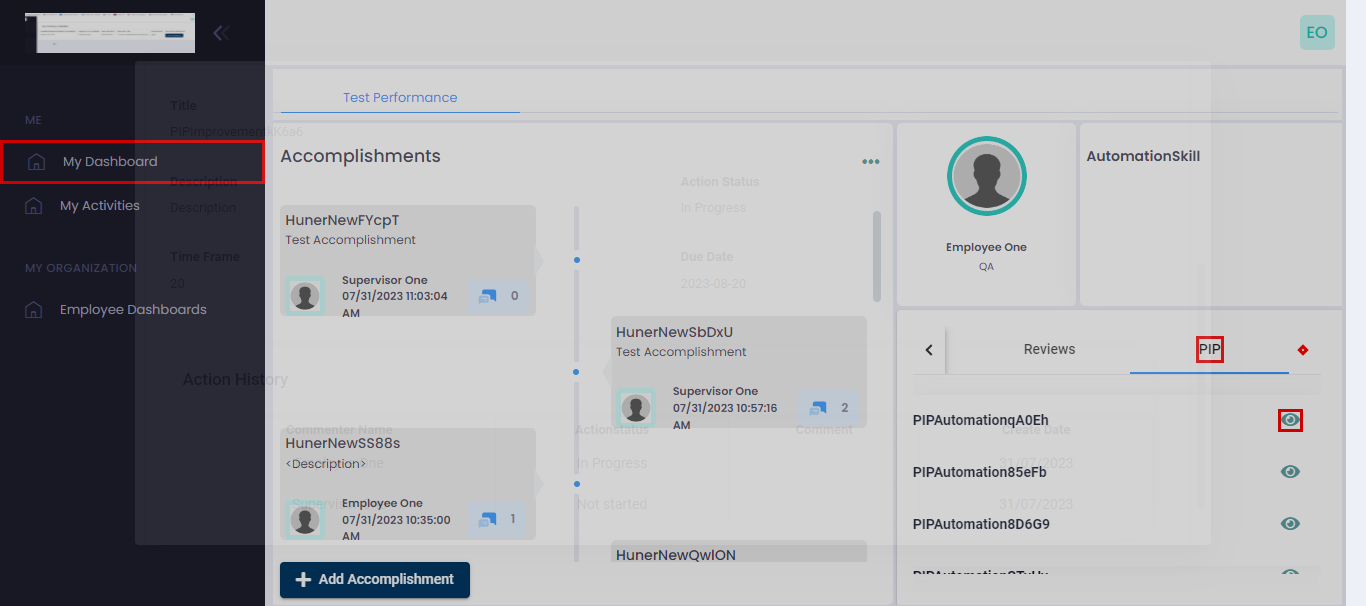 EO
ME
My Dashboard
My Activities
MY ORGANIZATION
Employee Dashboards
Title
PIPimprovementkK6a6
Description
Description
Action Status
In Progress
Time Frame
20
Due Date
2023-08-20
Action History
Commenter Name
Actionstatus
Comment
Create Date
One
In Progress
31/07/2023
Supervis
Not started
31/07/2023
Test Performance
Accomplishments
HunerNewFYcpT
Test Accomplishment
Supervisor One
07/31/2023 11:03:04
AM
0
HunerNewSbDxU
Test Accomplishment
Supervisor One
07/31/2023 10:57:16
AM
2
HunerNewSS88s
<Description>
Employee One
07/31/2023 10:35:00
AM
1
HunerNewQwION
Add Accomplishment
Employee One
QA
AutomationSkill
Reviews
PIP
PIPAutomationqA0Eh
PIPAutomation85eFb
PIPAutomation8D6G9